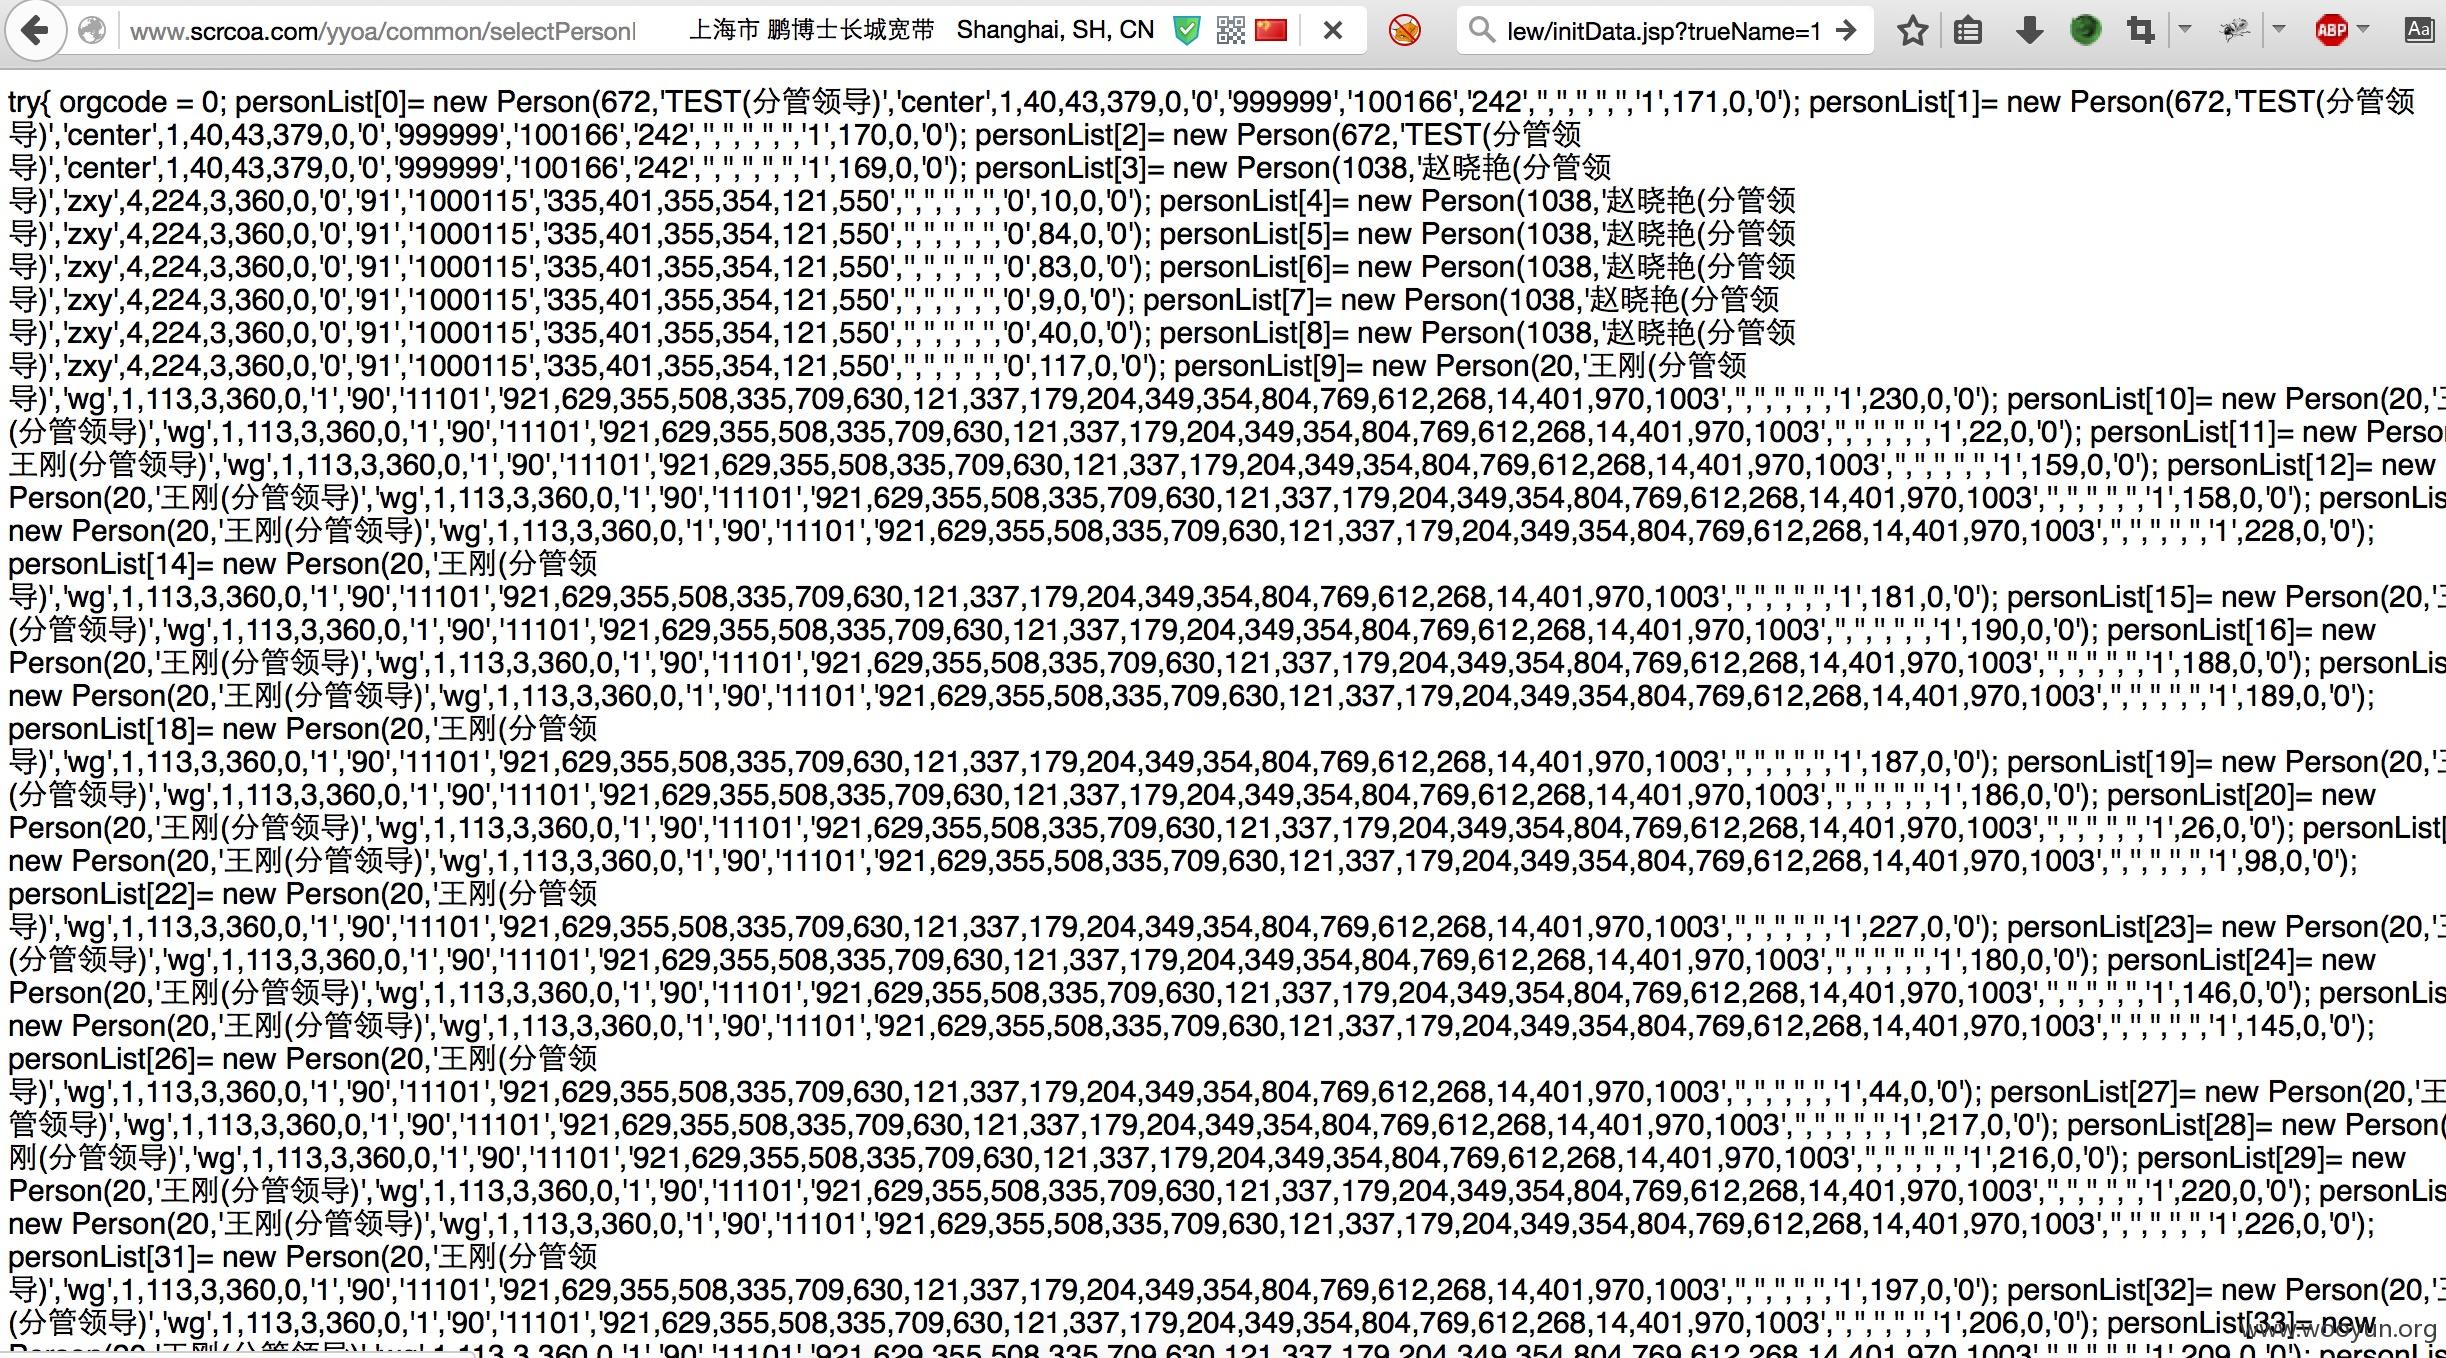 www.scrcoa.com/yyoa/common/selectPersonl 上海市 鹏博士长城宽带 Shanghai, SH, CN lew/initData.jsp?trueName=1 ABP Aa
try{ orgcode = 0; personList[0]= new Person(672,'TEST(分管领导)','center',1,40,43,379,0,'0','999999','100166','242','','','','','','1',171,0,'0'); personList[1]= new Person(672,'TEST(分管领
导)','center',1,40,43,379,0,'0','999999','100166','242','','','','','','1',170,0,'0'); personList[2]= new Person(672,'TEST(分管领
导)','center',1,40,43,379,0,'0','999999','100166','242','','','','','','1',169,0,'0'); personList[3]= new Person(1038,'赵晓艳(分管领
导)','zxy',4,224,3,360,0,'0','91','1000115','335,401,355,354,121,550','','','','','','0',10,0,'0'); personList[4]= new Person(1038,'赵晓艳(分管领
导)','zxy',4,224,3,360,0,'0','91','1000115','335,401,355,354,121,550','','','','','','0',84,0,'0'); personList[5]= new Person(1038,'赵晓艳(分管领
导)','zxy',4,224,3,360,0,'0','91','1000115','335,401,355,354,121,550','','','','','','0',83,0,'0'); personList[6]= new Person(1038,'赵晓艳(分管领
导)','zxy',4,224,3,360,0,'0','91','1000115','335,401,355,354,121,550','','','','','','0',9,0,'0'); personList[7]= new Person(1038,'赵晓艳(分管领
导)','zxy',4,224,3,360,0,'0','91','1000115','335,401,355,354,121,550','','','','','','0',40,0,'0'); personList[8]= new Person(1038,'赵晓艳(分管领
导)','zxy',4,224,3,360,0,'0','91','1000115','335,401,355,354,121,550','','','','','','0',117,0,'0'); personList[9]= new Person(20,'王刚(分管领
导)','wg',1,113,3,360,0,'1','90','11101','921,629,355,508,335,709,630,121,337,179,204,349,354,804,769,612,268,14,401,970,1003','','','','','','1',230,0,'0'); personList[10]= new Person(20,'
(分管领导)','wg',1,113,3,360,0,'1','90','11101','921,629,355,508,335,709,630,121,337,179,204,349,354,804,769,612,268,14,401,970,1003','','','','','','1',22,0,'0'); personList[11]= new Perso
王刚(分管领导)','wg',1,113,3,360,0,'1','90','11101','921,629,355,508,335,709,630,121,337,179,204,349,354,804,769,612,268,14,401,970,1003','','','','','','1',159,0,'0'); personList[12]= new
Person(20,'王刚(分管领导)','wg',1,113,3,360,0,'1','90','11101','921,629,355,508,335,709,630,121,337,179,204,349,354,804,769,612,268,14,401,970,1003','','','','','','1',158,0,'0'); personLis
new Person(20,'王刚(分管领导)','wg',1,113,3,360,0,'1','90','11101','921,629,355,508,335,709,630,121,337,179,204,349,354,804,769,612,268,14,401,970,1003','','','','','','1',228,0,'0');
personList[14]= new Person(20,'王刚(分管领
导)','wg',1,113,3,360,0,'1','90','11101','921,629,355,508,335,709,630,121,337,179,204,349,354,804,769,612,268,14,401,970,1003','','','','','','1',181,0,'0'); personList[15]= new Person(20,'
(分管领导)','wg',1,113,3,360,0,'1','90','11101','921,629,355,508,335,709,630,121,337,179,204,349,354,804,769,612,268,14,401,970,1003','','','','','','1',190,0,'0'); personList[16]= new
Person(20,'王刚(分管领导)','wg',1,113,3,360,0,'1','90','11101','921,629,355,508,335,709,630,121,337,179,204,349,354,804,769,612,268,14,401,970,1003','','','','','','1',188,0,'0'); personLis
new Person(20,'王刚(分管领导)','wg',1,113,3,360,0,'1','90','11101','921,629,355,508,335,709,630,121,337,179,204,349,354,804,769,612,268,14,401,970,1003','','','','','','1',189,0,'0');
personList[18]= new Person(20,'王刚(分管领
导)','wg',1,113,3,360,0,'1','90','11101','921,629,355,508,335,709,630,121,337,179,204,349,354,804,769,612,268,14,401,970,1003','','','','','','1',187,0,'0'); personList[19]= new Person(20,'
(分管领导)','wg',1,113,3,360,0,'1','90','11101','921,629,355,508,335,709,630,121,337,179,204,349,354,804,769,612,268,14,401,970,1003','','','','','','1',186,0,'0'); personList[20]= new
Person(20,'王刚(分管领导)','wg',1,113,3,360,0,'1','90','11101','921,629,355,508,335,709,630,121,337,179,204,349,354,804,769,612,268,14,401,970,1003','','','','','','1',26,0,'0'); personList[
new Person(20,'王刚(分管领导)','wg',1,113,3,360,0,'1','90','11101','921,629,355,508,335,709,630,121,337,179,204,349,354,804,769,612,268,14,401,970,1003','','','','','','1',98,0,'0');
personList[22]= new Person(20,'王刚(分管领
导)','wg',1,113,3,360,0,'1','90','11101','921,629,355,508,335,709,630,121,337,179,204,349,354,804,769,612,268,14,401,970,1003','','','','','','1',227,0,'0'); personList[23]= new Person(20,'
(分管领导)','wg',1,113,3,360,0,'1','90','11101','921,629,355,508,335,709,630,121,337,179,204,349,354,804,769,612,268,14,401,970,1003','','','','','','1',180,0,'0'); personList[24]= new
Person(20,'王刚(分管领导)','wg',1,113,3,360,0,'1','90','11101','921,629,355,508,335,709,630,121,337,179,204,349,354,804,769,612,268,14,401,970,1003','','','','','','1',146,0,'0'); personLis
new Person(20,'王刚(分管领导)','wg',1,113,3,360,0,'1','90','11101','921,629,355,508,335,709,630,121,337,179,204,349,354,804,769,612,268,14,401,970,1003','','','','','','1',145,0,'0');
personList[26]= new Person(20,'王刚(分管领
导)','wg',1,113,3,360,0,'1','90','11101','921,629,355,508,335,709,630,121,337,179,204,349,354,804,769,612,268,14,401,970,1003','','','','','','1',44,0,'0'); personList[27]= new Person(20,'王
管领导)','wg',1,113,3,360,0,'1','90','11101','921,629,355,508,335,709,630,121,337,179,204,349,354,804,769,612,268,14,401,970,1003','','','','','','1',217,0,'0'); personList[28]= new Person(
刚(分管领导)','wg',1,113,3,360,0,'1','90','11101','921,629,355,508,335,709,630,121,337,179,204,349,354,804,769,612,268,14,401,970,1003','','','','','','1',216,0,'0'); personList[29]= new
Person(20,'王刚(分管领导)','wg',1,113,3,360,0,'1','90','11101','921,629,355,508,335,709,630,121,337,179,204,349,354,804,769,612,268,14,401,970,1003','','','','','','1',220,0,'0'); personLis
new Person(20,'王刚(分管领导)','wg',1,113,3,360,0,'1','90','11101','921,629,355,508,335,709,630,121,337,179,204,349,354,804,769,612,268,14,401,970,1003','','','','','','1',226,0,'0');
personList[31]= new Person(20,'王刚(分管领
导)','wg',1,113,3,360,0,'1','90','11101','921,629,355,508,335,709,630,121,337,179,204,349,354,804,769,612,268,14,401,970,1003','','','','','','1',197,0,'0'); personList[32]= new Person(20,'
(分管领导)','wg',1,113,3,360,0,'1','90','11101','921,629,355,508,335,709,630,121,337,179,204,349,354,804,769,612,268,14,401,970,1003','','','','','','1',206,0,'0'); personList[33]= new
www.wooyun.org